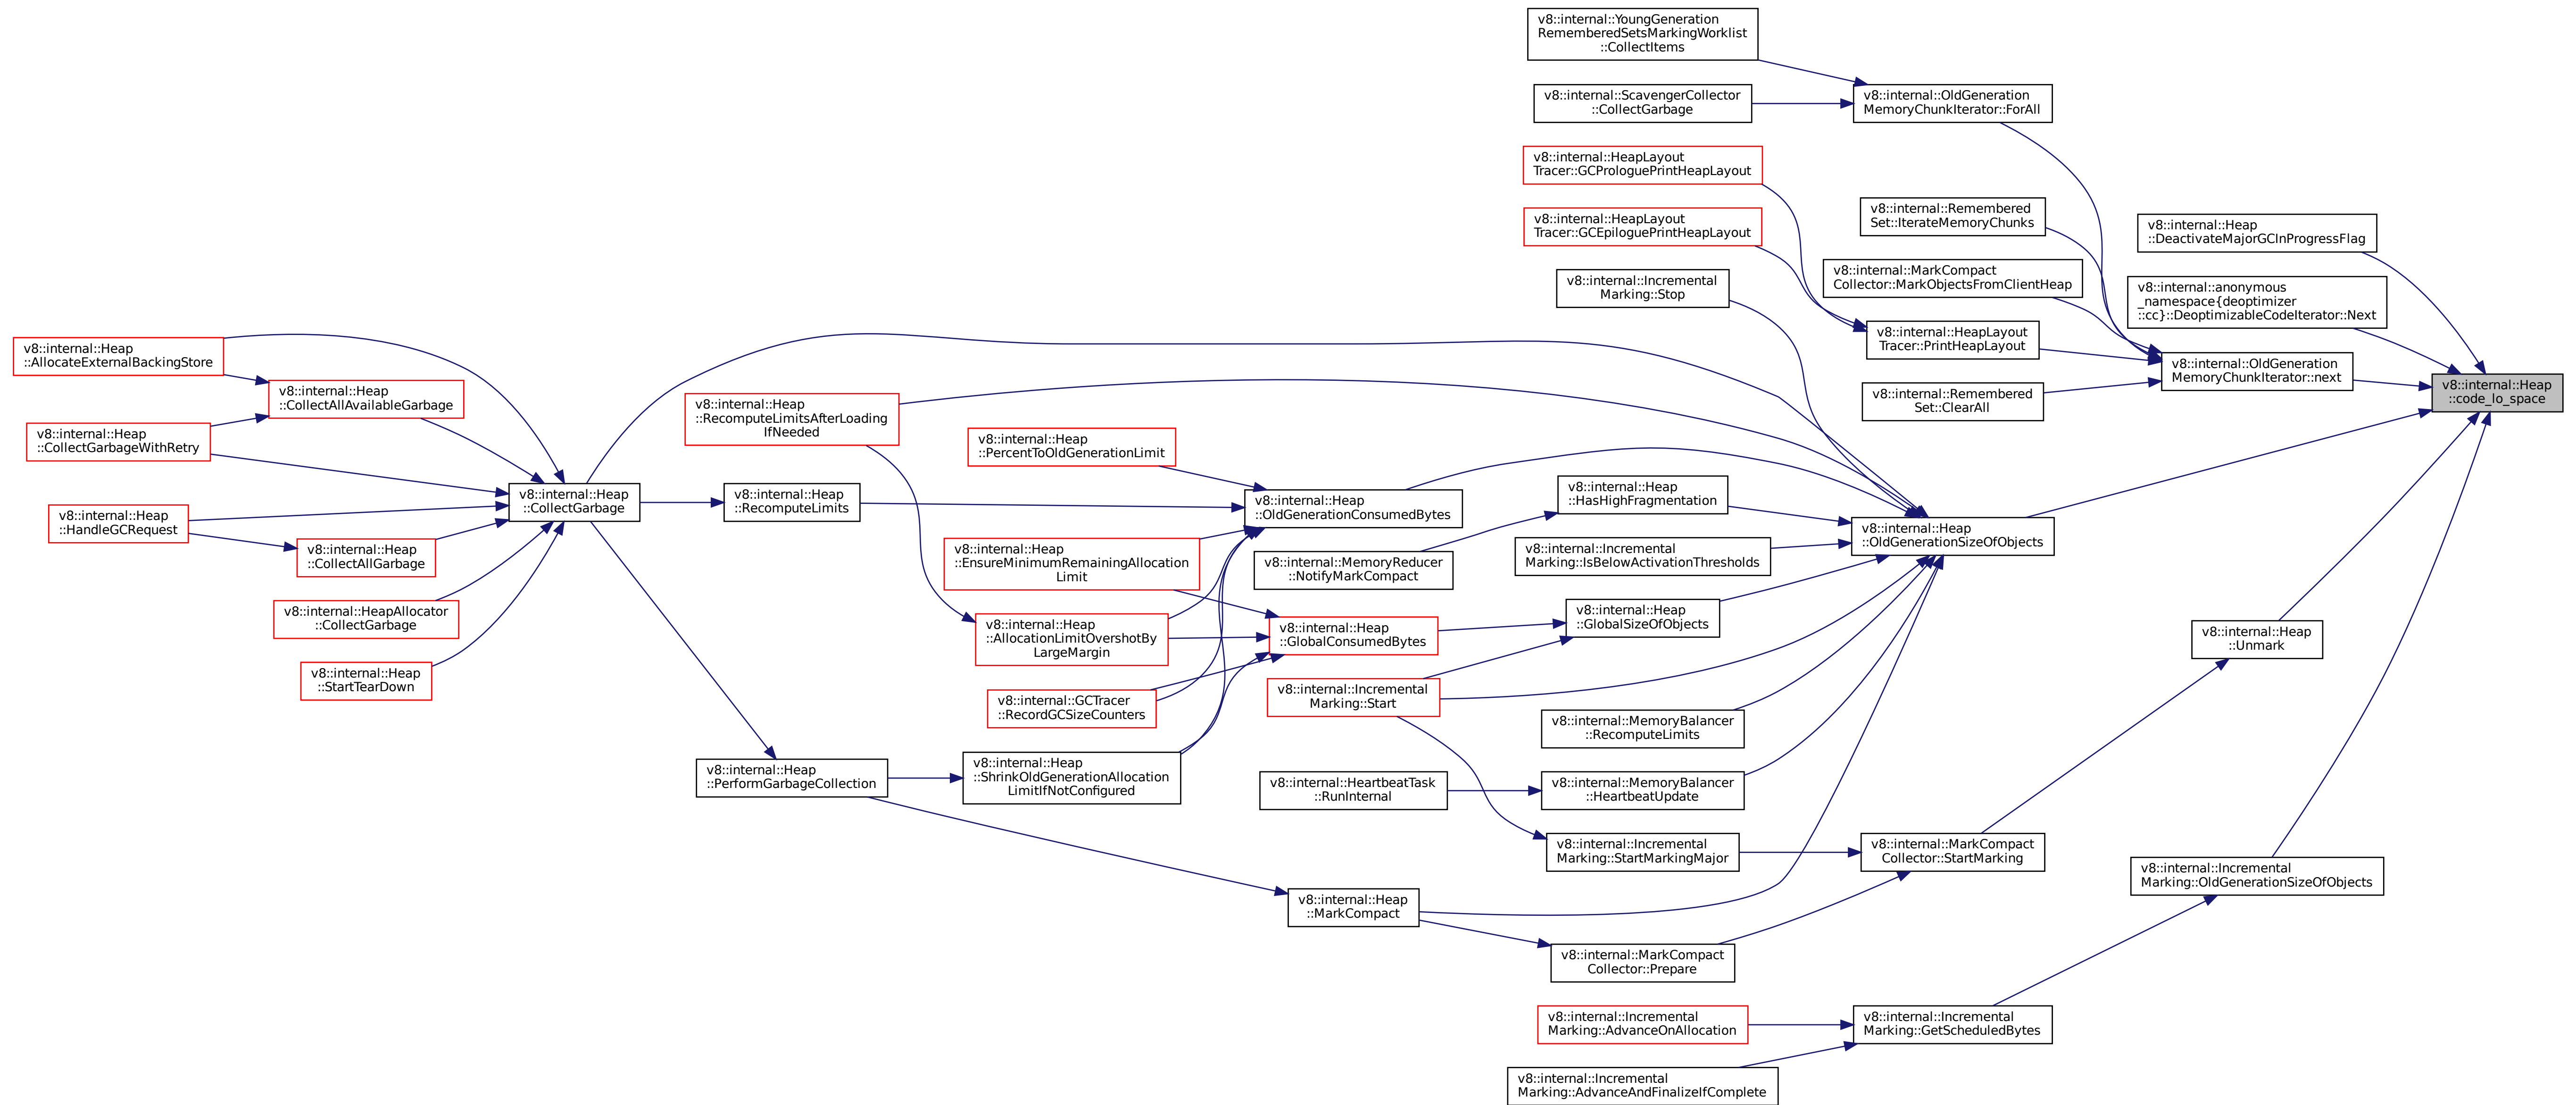 v8::internal::YoungGeneration
RememberedSetsMarkingWorklist
::CollectItems
v8::internal::ScavengerCollector
::CollectGarbage
v8::internal::OldGeneration
MemoryChunkIterator::ForAll
v8::internal::HeapLayout
Tracer::GCProloguePrintHeapLayout
v8::internal::HeapLayout
Tracer::GCEpiloguePrintHeapLayout
v8::internal::Remembered
Set::IterateMemoryChunks
v8::internal::Heap
::DeactivateMajorGCInProgressFlag
v8::internal::MarkCompact
Collector::MarkObjectsFromClientHeap
v8::internal::Incremental
Marking::Stop
v8::internal::anonymous
_namespace{deoptimizer
::cc}::DeoptimizableCodeIterator::Next
v8::internal::HeapLayout
Tracer::PrintHeapLayout
v8::internal::OldGeneration
MemoryChunkIterator::next
v8::internal::Remembered
Set::ClearAll
v8::internal::Heap
::code_lo_space
v8::internal::Heap
::AllocateExternalBackingStore
v8::internal::Heap
::CollectAllAvailableGarbage
v8::internal::Heap
::CollectGarbageWithRetry
v8::internal::Heap
::RecomputeLimitsAfterLoading
IfNeeded
v8::internal::Heap
::PercentToOldGenerationLimit
v8::internal::Heap
::HandleGCRequest
v8::internal::Heap
::CollectGarbage
v8::internal::Heap
::RecomputeLimits
v8::internal::Heap
::OldGenerationConsumedBytes
v8::internal::Heap
::HasHighFragmentation
v8::internal::Heap
::OldGenerationSizeOfObjects
v8::internal::Heap
::CollectAllGarbage
v8::internal::Heap
::EnsureMinimumRemainingAllocation
Limit
v8::internal::MemoryReducer
::NotifyMarkCompact
v8::internal::Incremental
Marking::IsBelowActivationThresholds
v8::internal::HeapAllocator
::CollectGarbage
v8::internal::Heap
::AllocationLimitOvershotBy
LargeMargin
v8::internal::Heap
::GlobalConsumedBytes
v8::internal::Heap
::GlobalSizeOfObjects
v8::internal::Heap
::Unmark
v8::internal::Heap
::StartTearDown
v8::internal::GCTracer
::RecordGCSizeCounters
v8::internal::Incremental
Marking::Start
v8::internal::MemoryBalancer
::RecomputeLimits
v8::internal::Heap
::PerformGarbageCollection
v8::internal::Heap
::ShrinkOldGenerationAllocation
LimitIfNotConfigured
v8::internal::HeartbeatTask
::RunInternal
v8::internal::MemoryBalancer
::HeartbeatUpdate
v8::internal::Incremental
Marking::StartMarkingMajor
v8::internal::MarkCompact
Collector::StartMarking
v8::internal::Incremental
Marking::OldGenerationSizeOfObjects
v8::internal::Heap
::MarkCompact
v8::internal::MarkCompact
Collector::Prepare
v8::internal::Incremental
Marking::AdvanceOnAllocation
v8::internal::Incremental
Marking::GetScheduledBytes
v8::internal::Incremental
Marking::AdvanceAndFinalizeIfComplete